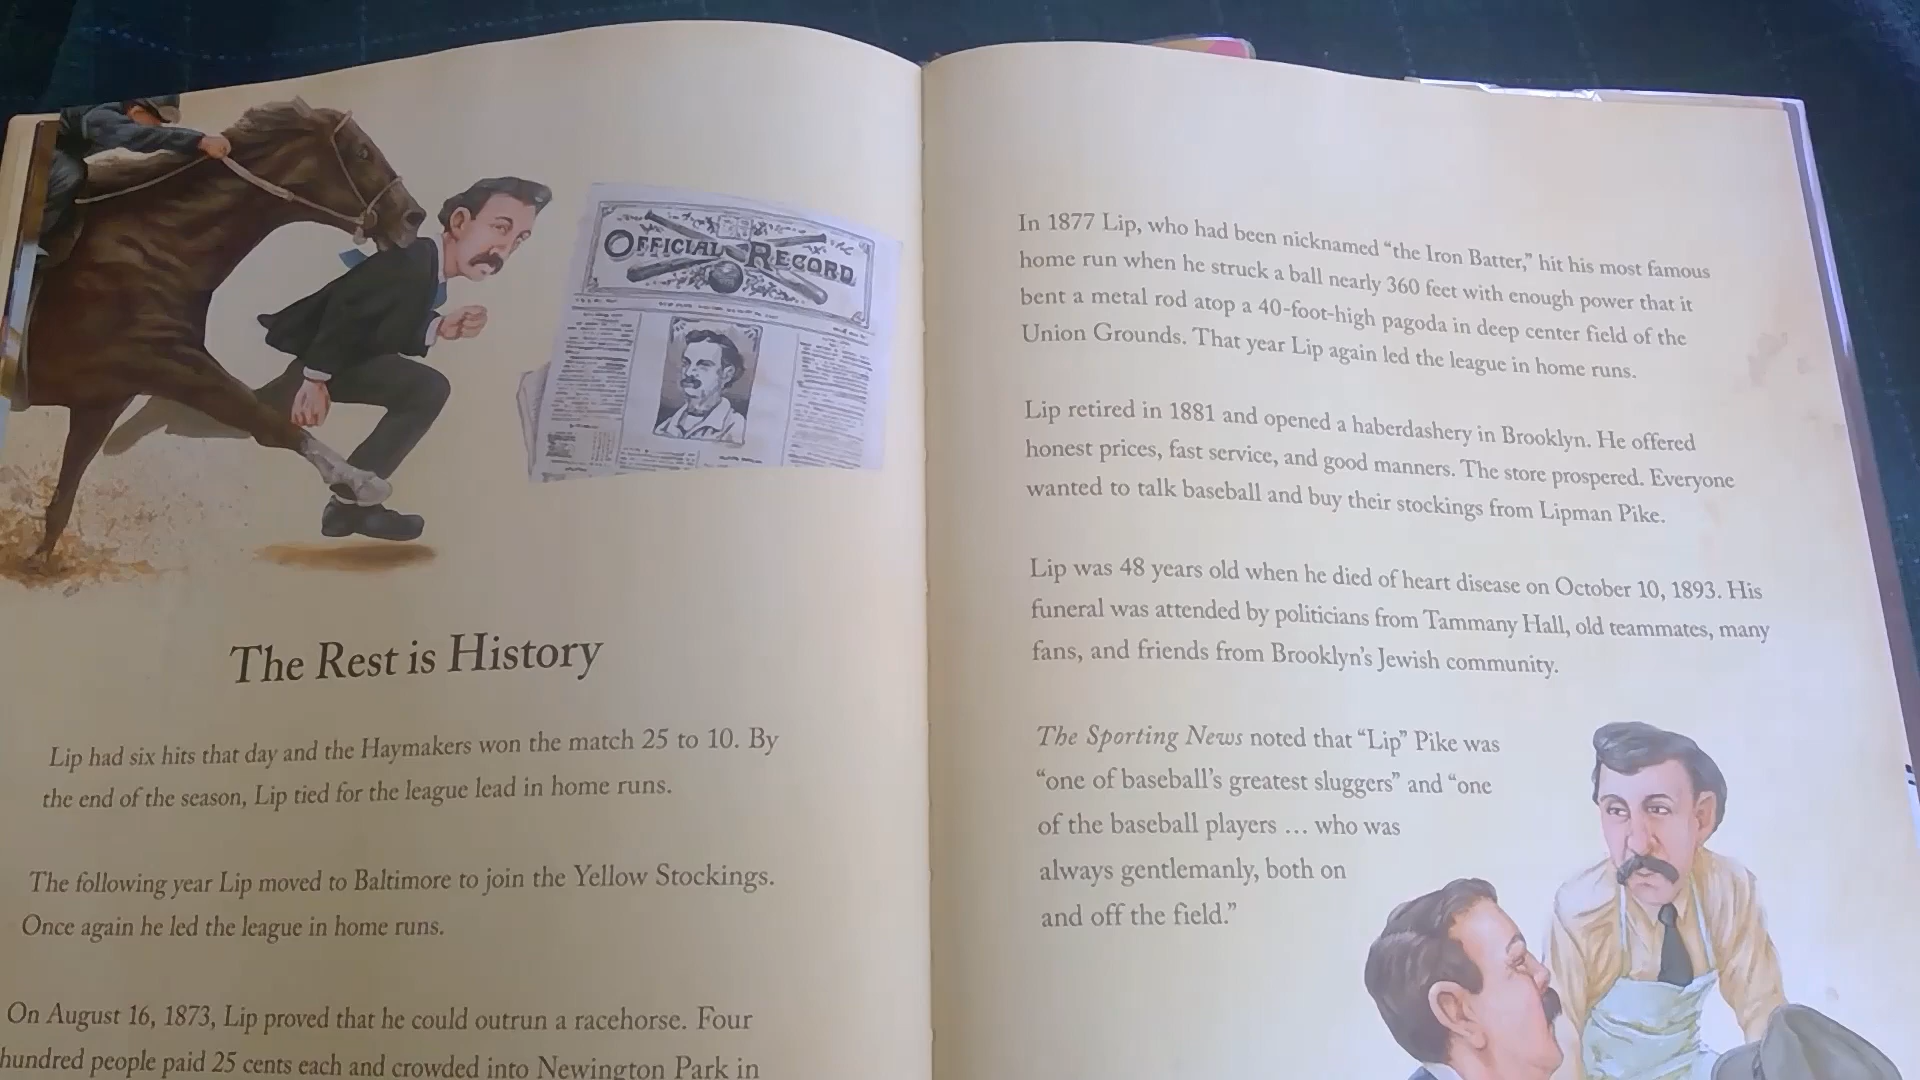 OFFICIAL RECORD
The Rest is History
Lip had six hits that day and the Haymakers won the match 25 to 10. By
the end of the season, Lip tied for the league lead in home runs.
The following year Lip moved to Baltimore to join the Yellow Stockings.
Once again he led the league in home runs.
On August 16, 1873, Lip proved that he could outrun a racehorse. Four
hundred people paid 25 cents each and crowded into Newington Park in
In 1877 Lip, who had been nicknamed “the Iron Batter,” hit his most famous
home run when he struck a ball nearly 360 feet with enough power that it
bent a metal rod atop a 40-foot-high pagoda in deep center field of the
Union Grounds. That year Lip again led the league in home runs.
Lip retired in 1881 and opened a haberdashery in Brooklyn. He offered
honest prices, fast service, and good manners. The store prospered. Everyone
wanted to talk baseball and buy their stockings from Lipman Pike.
Lip was 48 years old when he died of heart disease on October 10, 1893. His
funeral was attended by politicians from Tammany Hall, old teammates, many
fans, and friends from Brooklyn’s Jewish community.
The Sporting News noted that “Lip” Pike was
“one of baseball’s greatest sluggers” and “one
of the baseball players … who was
always gentlemanly, both on
and off the field.”